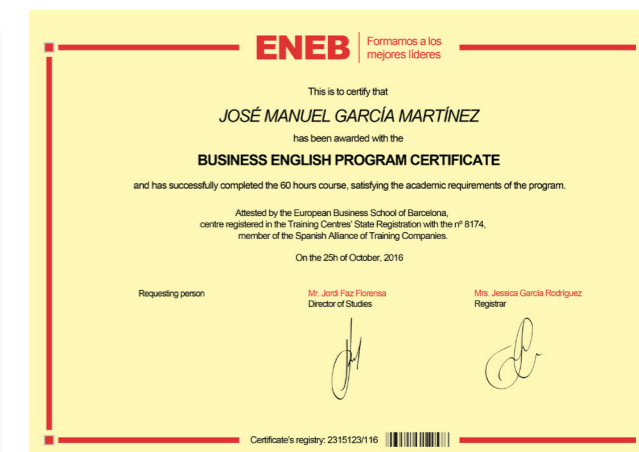 ENEB
Formamos a los
mejores líderes
This is to certify that
JOSÉ MANUEL GARCÍA MARTÍNEZ
has been awarded with the
BUSINESS ENGLISH PROGRAM CERTIFICATE
and has successfully completed the 60 hours course, satisfying the academic requirements of the program.
Attested by the European Business School of Barcelona,
centre registered in the Training Centres' State Registration with the nº 8174,
member of the Spanish Alliance of Training Companies.
On the 25h of October, 2016
Requesting person
Mr. Jordi Faz Florensa
Director of Studies
Mrs. Jessica García Rodríguez
Registrar
Certificate's registry: 2315123/116